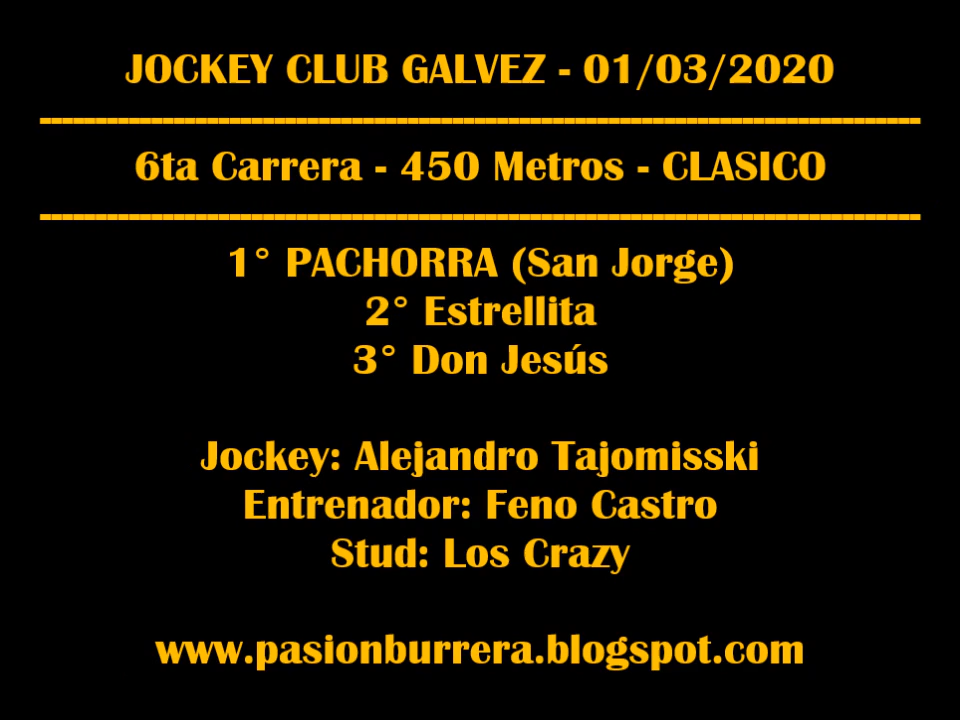 JOCKEY CLUB GALVEZ - 01/03/2020
--------------------------------------------------------------------------------
6ta Carrera - 450 Metros - CLASICO
--------------------------------------------------------------------------------
1° PACHORRA (San Jorge)
2° Estrellita
3° Don Jesús
Jockey: Alejandro Tajomisski
Entrenador: Feno Castro
Stud: Los Crazy
www.pasionburrera.blogspot.com